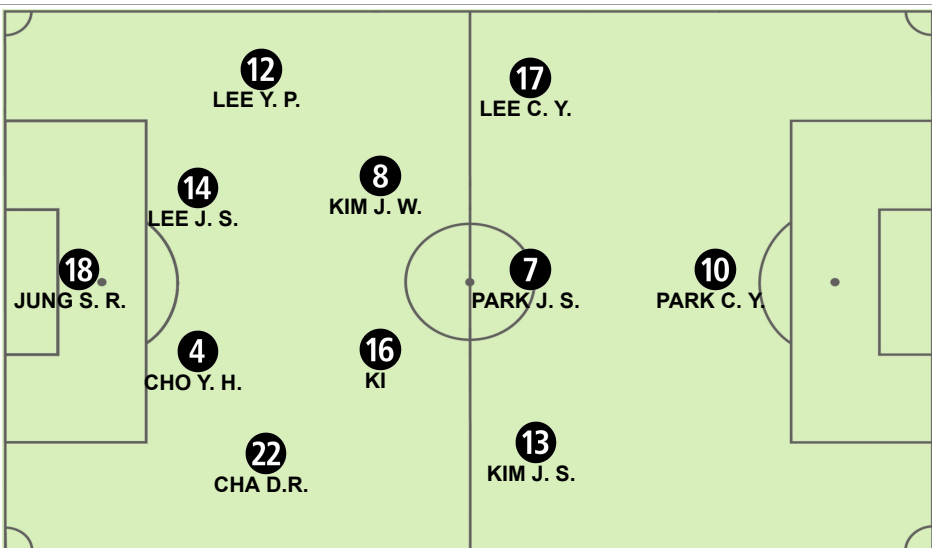 12
LEE Y. P.
17
LEE C. Y.
14
LEE J. S.
8
KIM J. W.
18
JUNG S. R.
7
PARK J. S.
10
PARK C. Y.
4
CHO Y. H.
16
KI
22
CHA D.R.
13
KIM J. S.